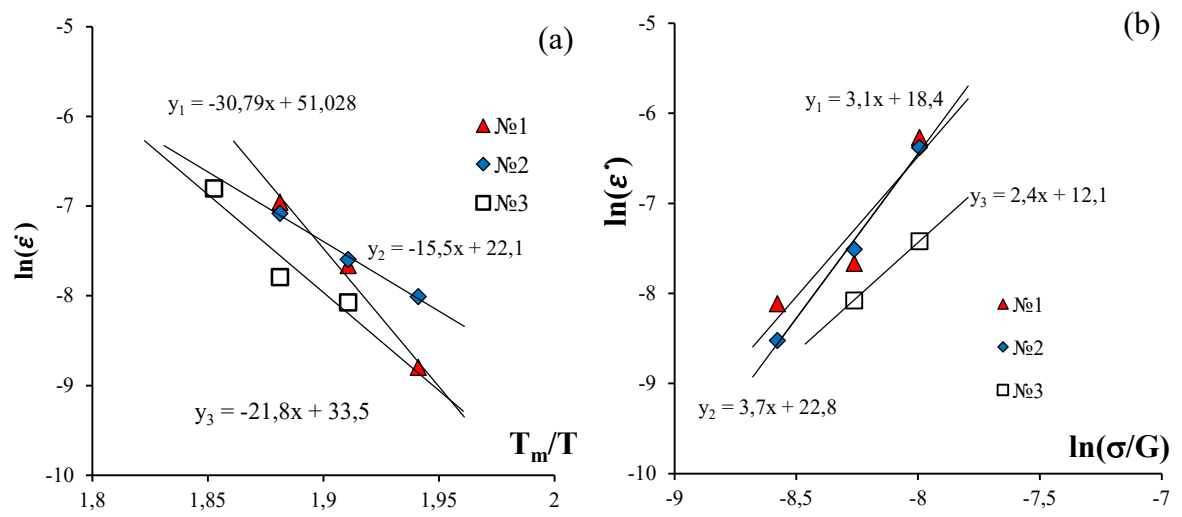 (a)
-5
-6
-7
-8
-9
-10
1,8
1,85
1,9
1,95
2
ln(ε̇)
T_m/T
y₁ = -30,79x + 51,028
y₂ = -15,5x + 22,1
y₃ = -21,8x + 33,5
№1
№2
№3
(b)
-5
-6
-7
-8
-9
-10
-9
-8,5
-8
-7,5
-7
ln(ε˙)
ln(σ/G)
y₁ = 3,1x + 18,4
y₃ = 2,4x + 12,1
y₂ = 3,7x + 22,8
№1
№2
№3